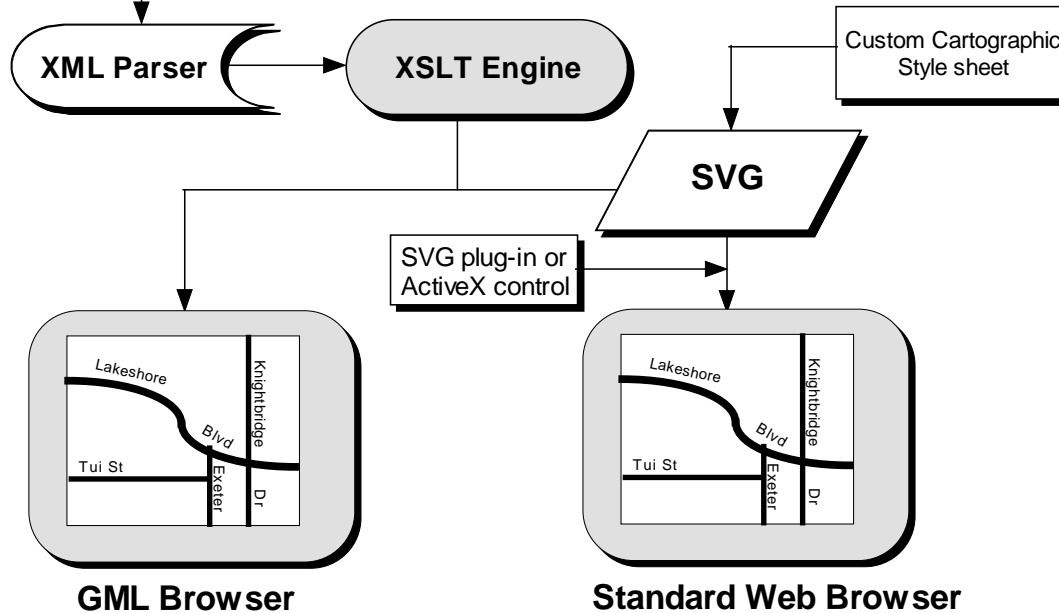 XML Parser
XSLT Engine
Custom Cartographic
Style sheet
SVG
SVG plug-in or
ActiveX control
Lakeshore
Blvd
Knightbridge
Dr
Tui St
Exeter
Lakeshore
Blvd
Knightbridge
Dr
Tui St
Exeter
GML Browser
Standard Web Browser